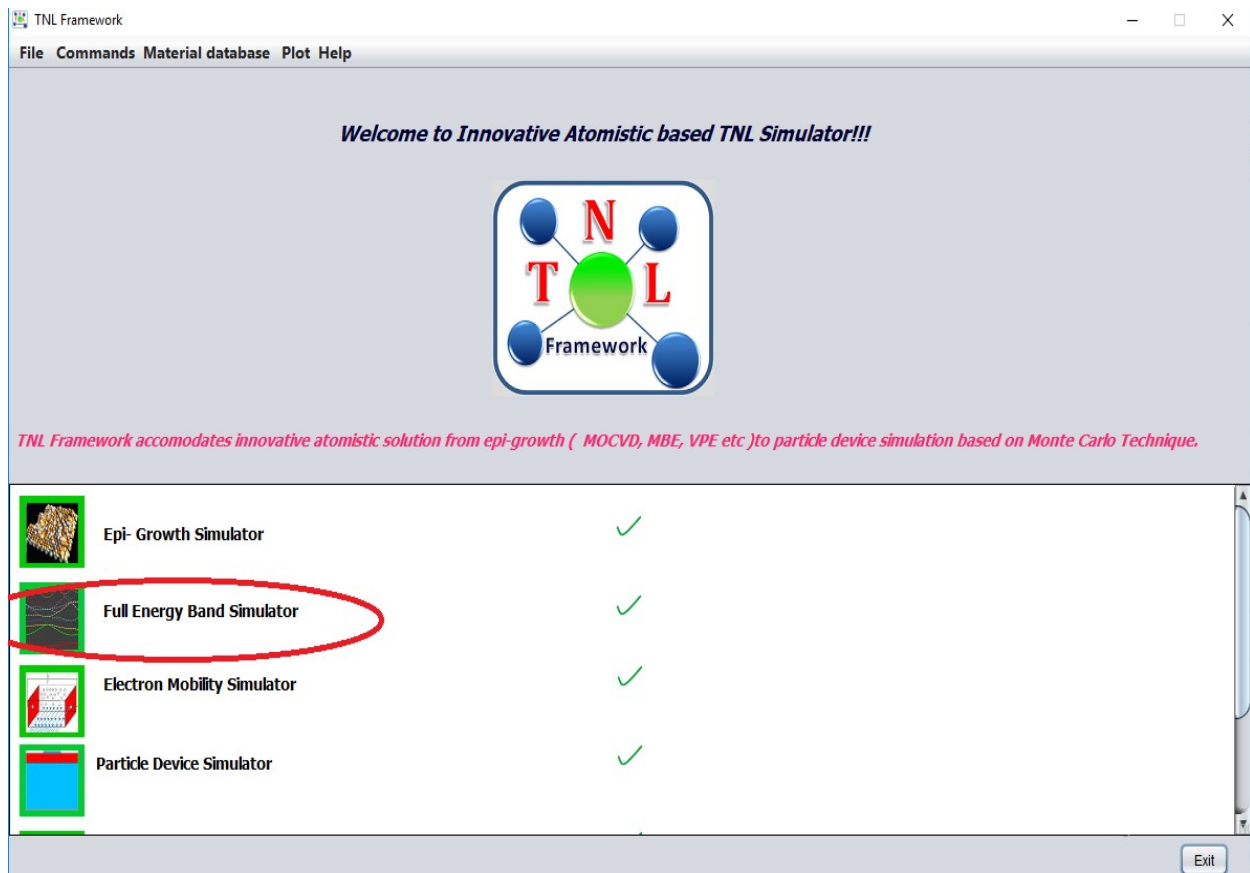 TNL Framework
File Commands Material database Plot Help
Welcome to Innovative Atomistic based TNL Simulator!!!
N
T L
Framework
TNL Framework accomodates innovative atomistic solution from epi-growth ( MOCVD, MBE, VPE etc )to particle device simulation based on Monte Carlo Technique.
Epi- Growth Simulator
Full Energy Band Simulator
Electron Mobility Simulator
Particle Device Simulator
Exit